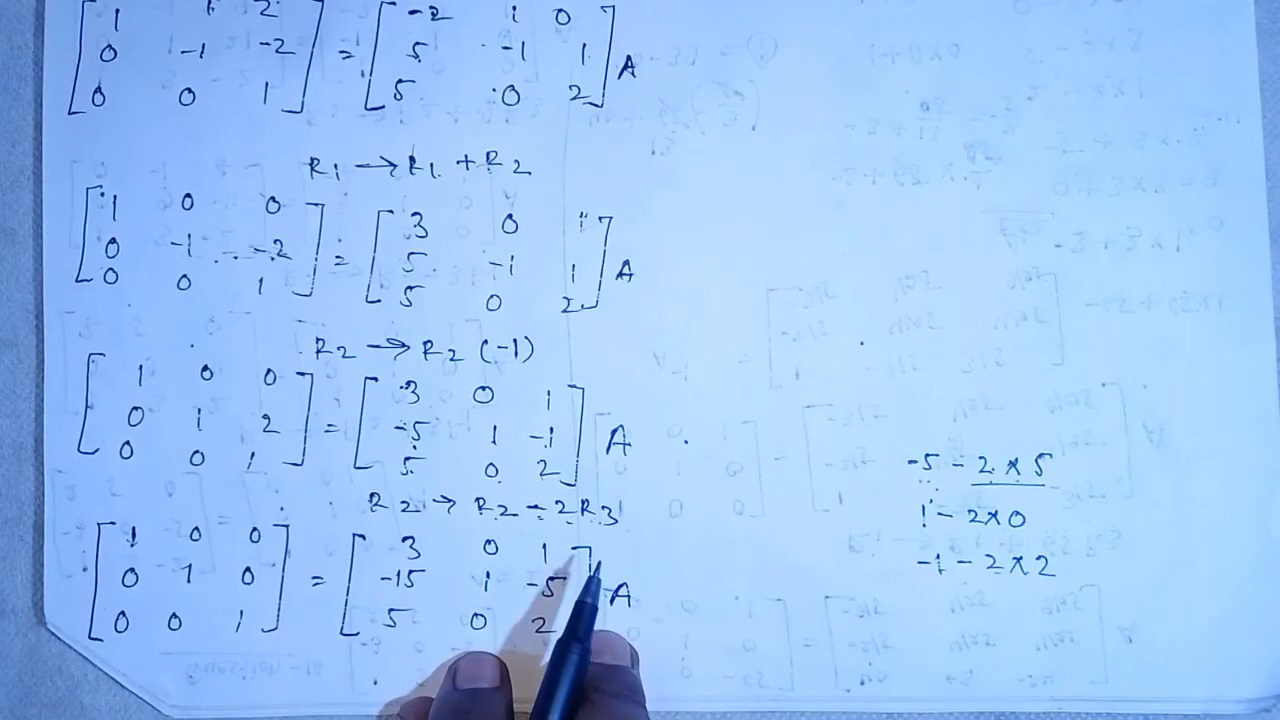 1 1 2 -2 1 0
0 -1 -2 = 5 -1 1 A
0 0 1 5 0 2
R1 → R1 + R2
1 0 0 3 0 1
0 -1 -2 = 5 -1 1 A
0 0 1 5 0 2
R2 → R2 (-1)
1 0 0 3 0 1
0 1 2 = -5 1 -1 A
0 0 1 5 0 2
R2 → R2 - 2R3
1 0 0 3 0 1
0 1 0 = -15 1 -5 A
0 0 1 5 0 2
-5 - 2 × 5
1 - 2×0
-1 - 2×2